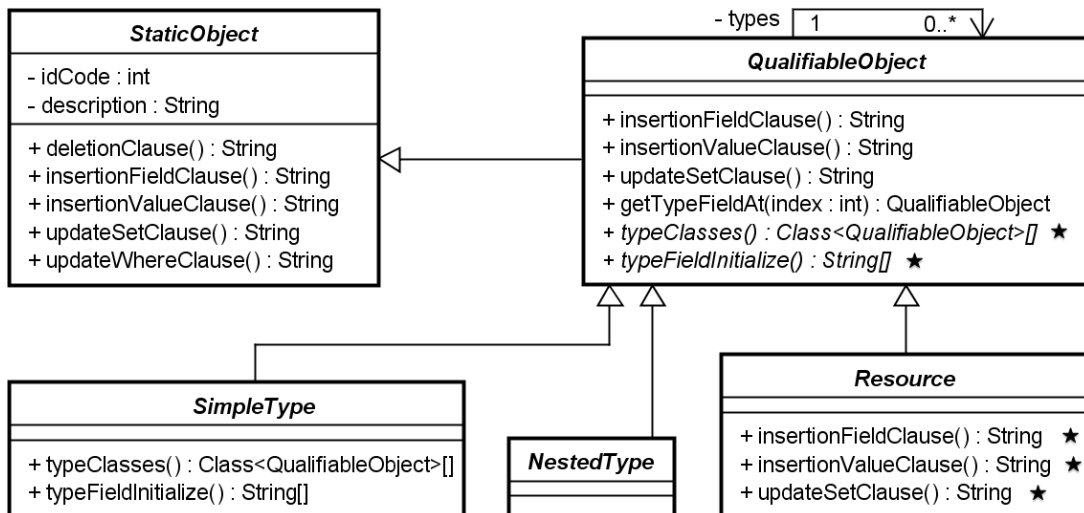 StaticObject
- idCode : int
- description : String
+ deletionClause() : String
+ insertionFieldClause() : String
+ insertionValueClause() : String
+ updateSetClause() : String
+ updateWhereClause() : String
- types 1 0..*
QualifiableObject
+ insertionFieldClause() : String
+ insertionValueClause() : String
+ updateSetClause() : String
+ getTypeFieldAt(index : int) : QualifiableObject
+ typeClasses() : Class<QualifiableObject>[] ★
+ typeFieldInitialize() : String[] ★
SimpleType
+ typeClasses() : Class<QualifiableObject>[]
+ typeFieldInitialize() : String[]
NestedType
Resource
+ insertionFieldClause() : String ★
+ insertionValueClause() : String ★
+ updateSetClause() : String ★